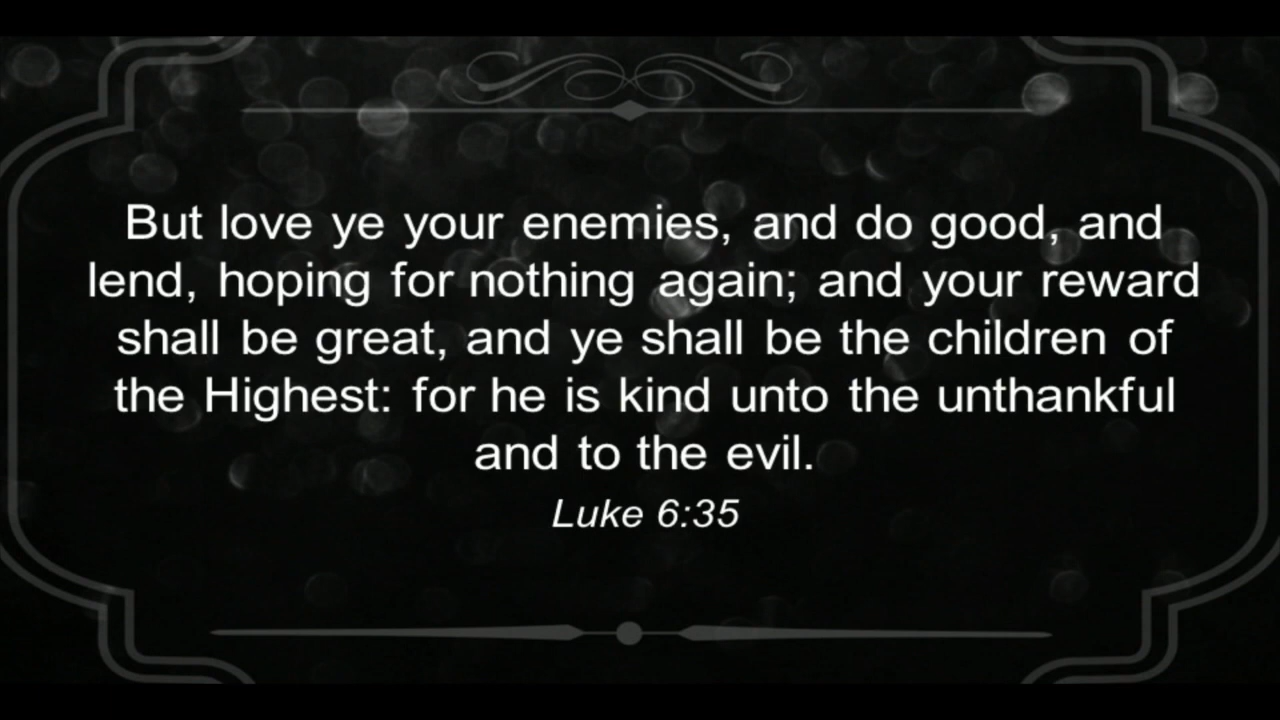 But love ye your enemies, and do good, and
lend, hoping for nothing again; and your reward
shall be great, and ye shall be the children of
the Highest: for he is kind unto the unthankful
and to the evil.
Luke 6:35